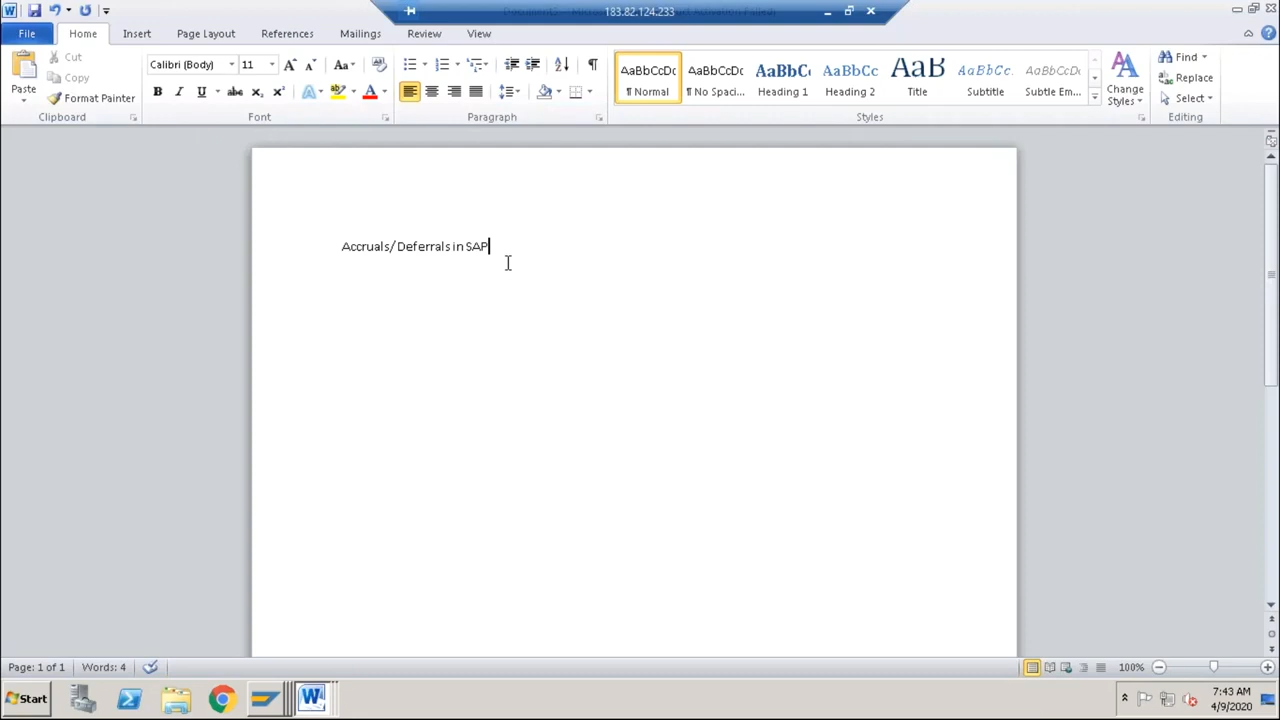 183.82.124.233
File Home Insert Page Layout References Mailings Review View
Paste
Cut
Copy
Format Painter
Clipboard
Calibri (Body) 11
Font
Paragraph
AaBbCcDc AaBbCcDc AaBbCc AaBbCc AaB AaBbCc. AaBbCcDc
¶ Normal ¶ No Spaci... Heading 1 Heading 2 Title Subtitle Subtle Em...
Change Styles
Styles
Find
Replace
Select
Editing
Accruals/ Deferrals in SAP
Page: 1 of 1 Words: 4
100%
Start
7:43 AM
4/9/2020